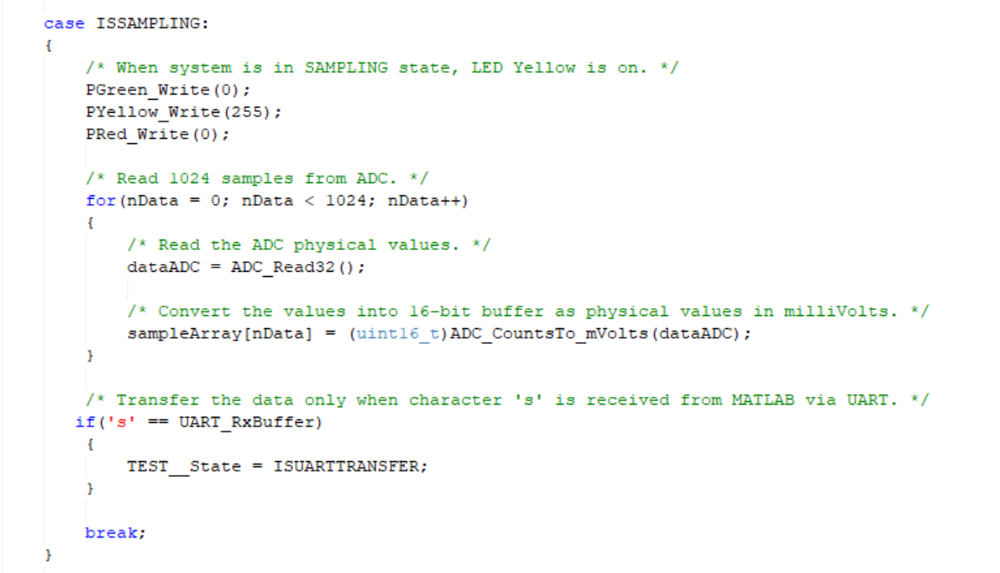 case ISSAMPLING:
{
/* When system is in SAMPLING state, LED Yellow is on. */
PGreen_Write(0);
PYellow_Write(255);
PRed_Write(0);
/* Read 1024 samples from ADC. */
for(nData = 0; nData < 1024; nData++)
{
/* Read the ADC physical values. */
dataADC = ADC_Read32();
/* Convert the values into 16-bit buffer as physical values in milliVolts. */
sampleArray[nData] = (uint16_t)ADC_CountsTo_mVolts(dataADC);
}
/* Transfer the data only when character 's' is received from MATLAB via UART. */
if('s' == UART_RxBuffer)
{
TEST__State = ISUARTTRANSFER;
}
break;
}